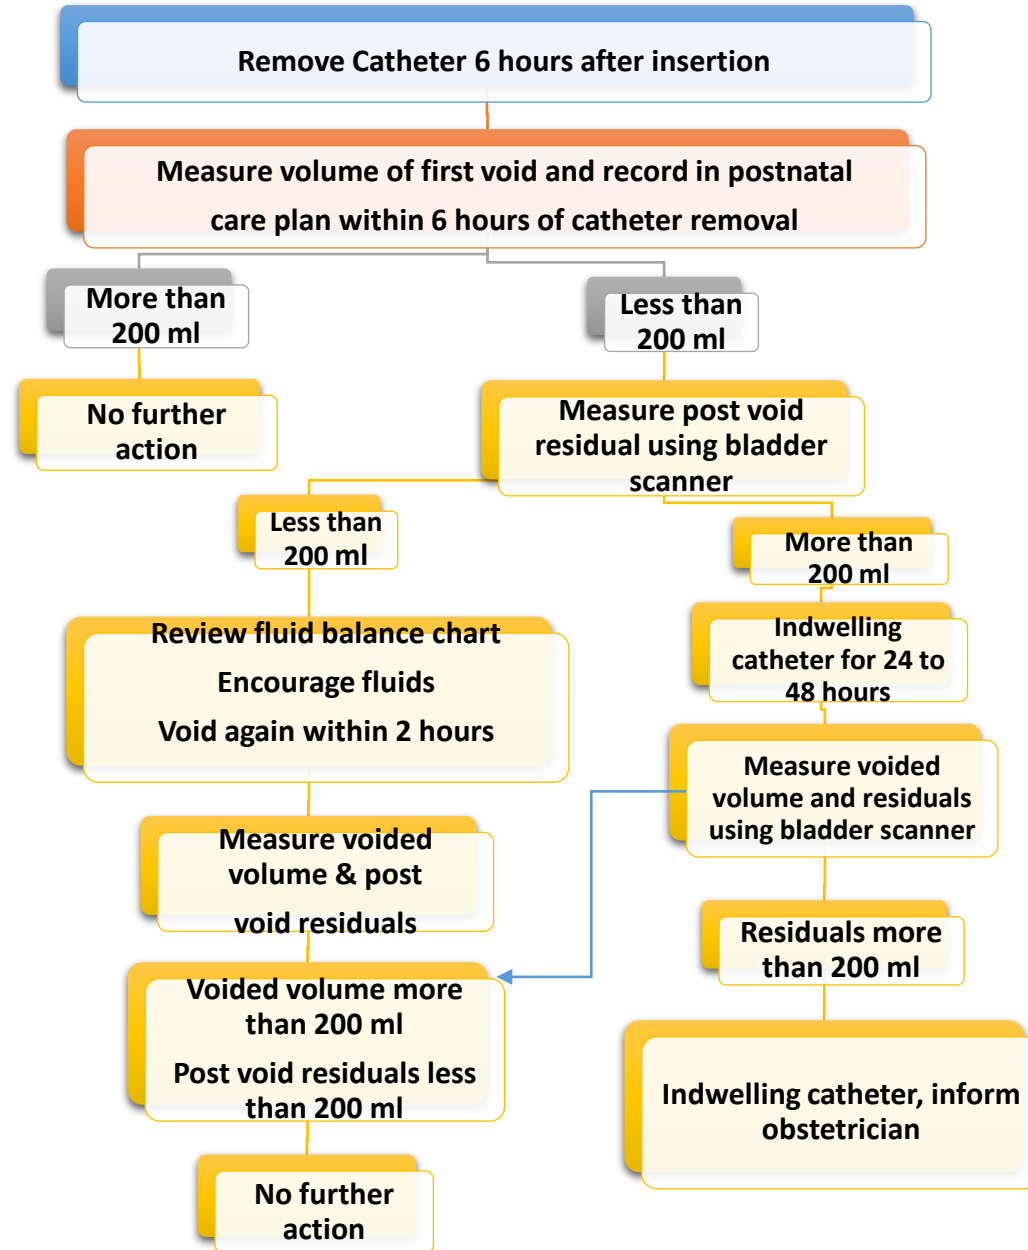 Remove Catheter 6 hours after insertion
Measure volume of first void and record in postnatal
care plan within 6 hours of catheter removal
More than
200 ml
Less than
200 ml
No further
action
Measure post void
residual using bladder
scanner
Less than
200 ml
More than
200 ml
Review fluid balance chart
Encourage fluids
Void again within 2 hours
Indwelling
catheter for 24 to
48 hours
Measure voided
volume and residuals
using bladder scanner
Measure voided
volume & post
void residuals
Residuals more
than 200 ml
Voided volume more
than 200 ml
Post void residuals less
than 200 ml
Indwelling catheter, inform
obstetrician
No further
action